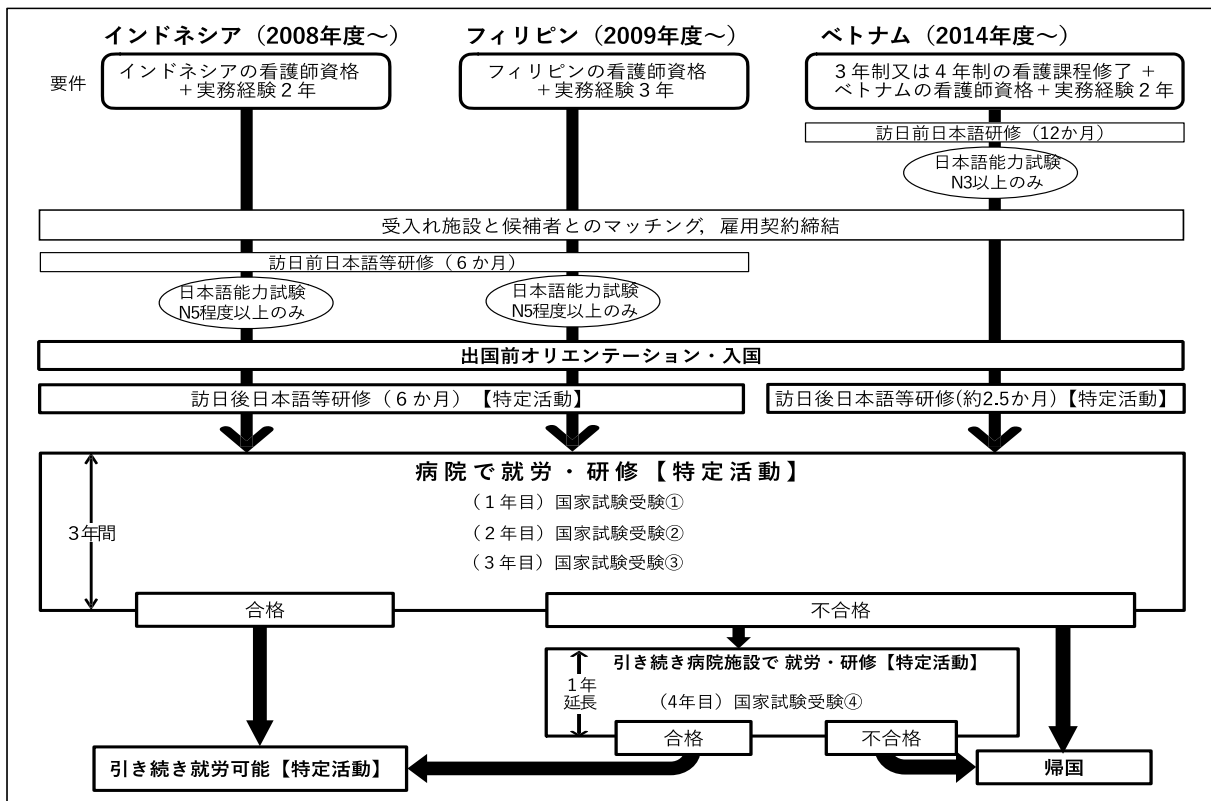 インドネシア（2008年度～）
フィリピン（2009年度～）
ベトナム（2014年度～）
要件
インドネシアの看護師資格
＋実務経験２年
フィリピンの看護師資格
＋実務経験３年
３年制又は４年制の看護課程修了 ＋
ベトナムの看護師資格＋実務経験２年
訪日前日本語研修（12か月）
日本語能力試験
N3以上のみ
受入れ施設と候補者とのマッチング，雇用契約締結
訪日前日本語等研修（６か月）
日本語能力試験
N5程度以上のみ
日本語能力試験
N5程度以上のみ
出国前オリエンテーション・入国
訪日後日本語等研修（６か月）【特定活動】
訪日後日本語等研修(約2.5か月)【特定活動】
病院で就労・研修【特定活動】
（１年目）国家試験受験①
（２年目）国家試験受験②
（３年目）国家試験受験③
３年間
合格
不合格
引き続き病院施設で 就労・研修【特定活動】
１年
延長
（4年目）国家試験受験④
合格
不合格
引き続き就労可能【特定活動】
帰国